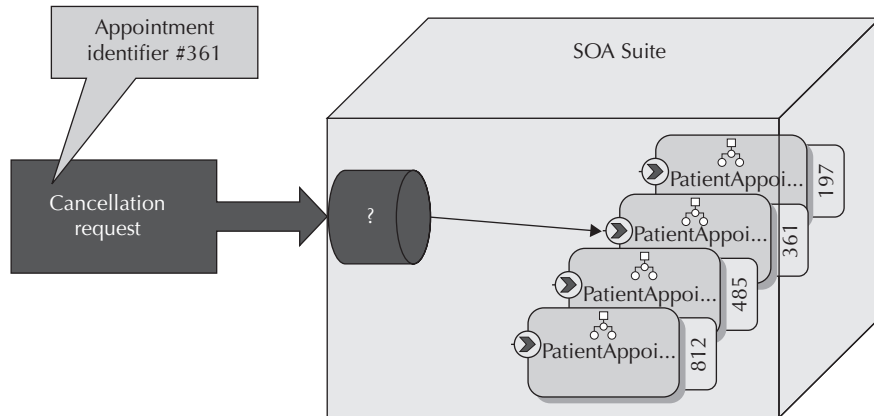 Appointment
identifier #361
SOA Suite
Cancellation
request
?
PatientAppoi...
197
PatientAppoi...
361
PatientAppoi...
485
PatientAppoi...
812